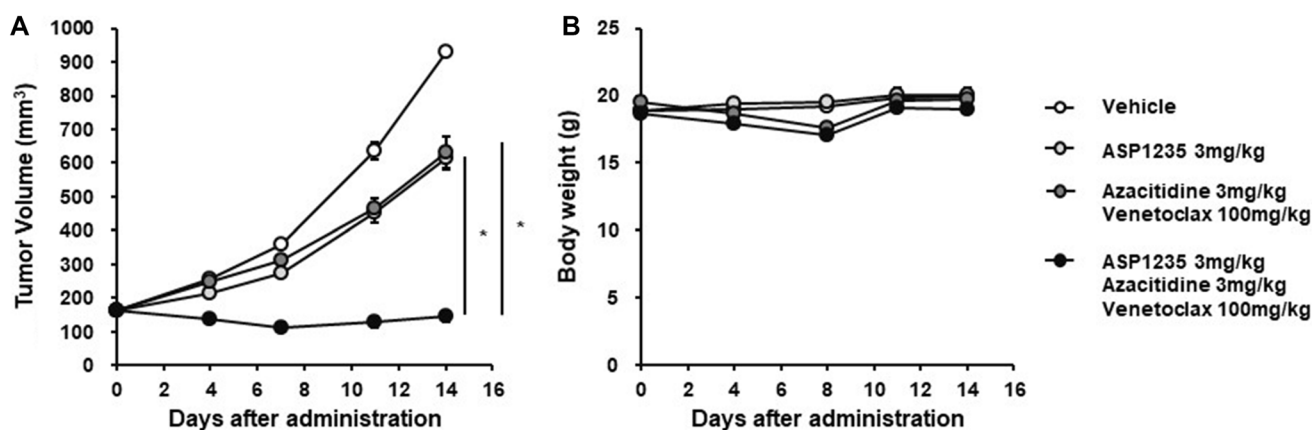 A
Tumor Volume (mm³)
1000
900
800
700
600
500
400
300
200
100
0
0 2 4 6 8 10 12 14 16
Days after administration
*
*
B
Body weight (g)
25
20
15
10
5
0
0 2 4 6 8 10 12 14 16
Days after administration
Vehicle
ASP1235 3mg/kg
Azacitidine 3mg/kg
Venetoclax 100mg/kg
ASP1235 3mg/kg
Azacitidine 3mg/kg
Venetoclax 100mg/kg